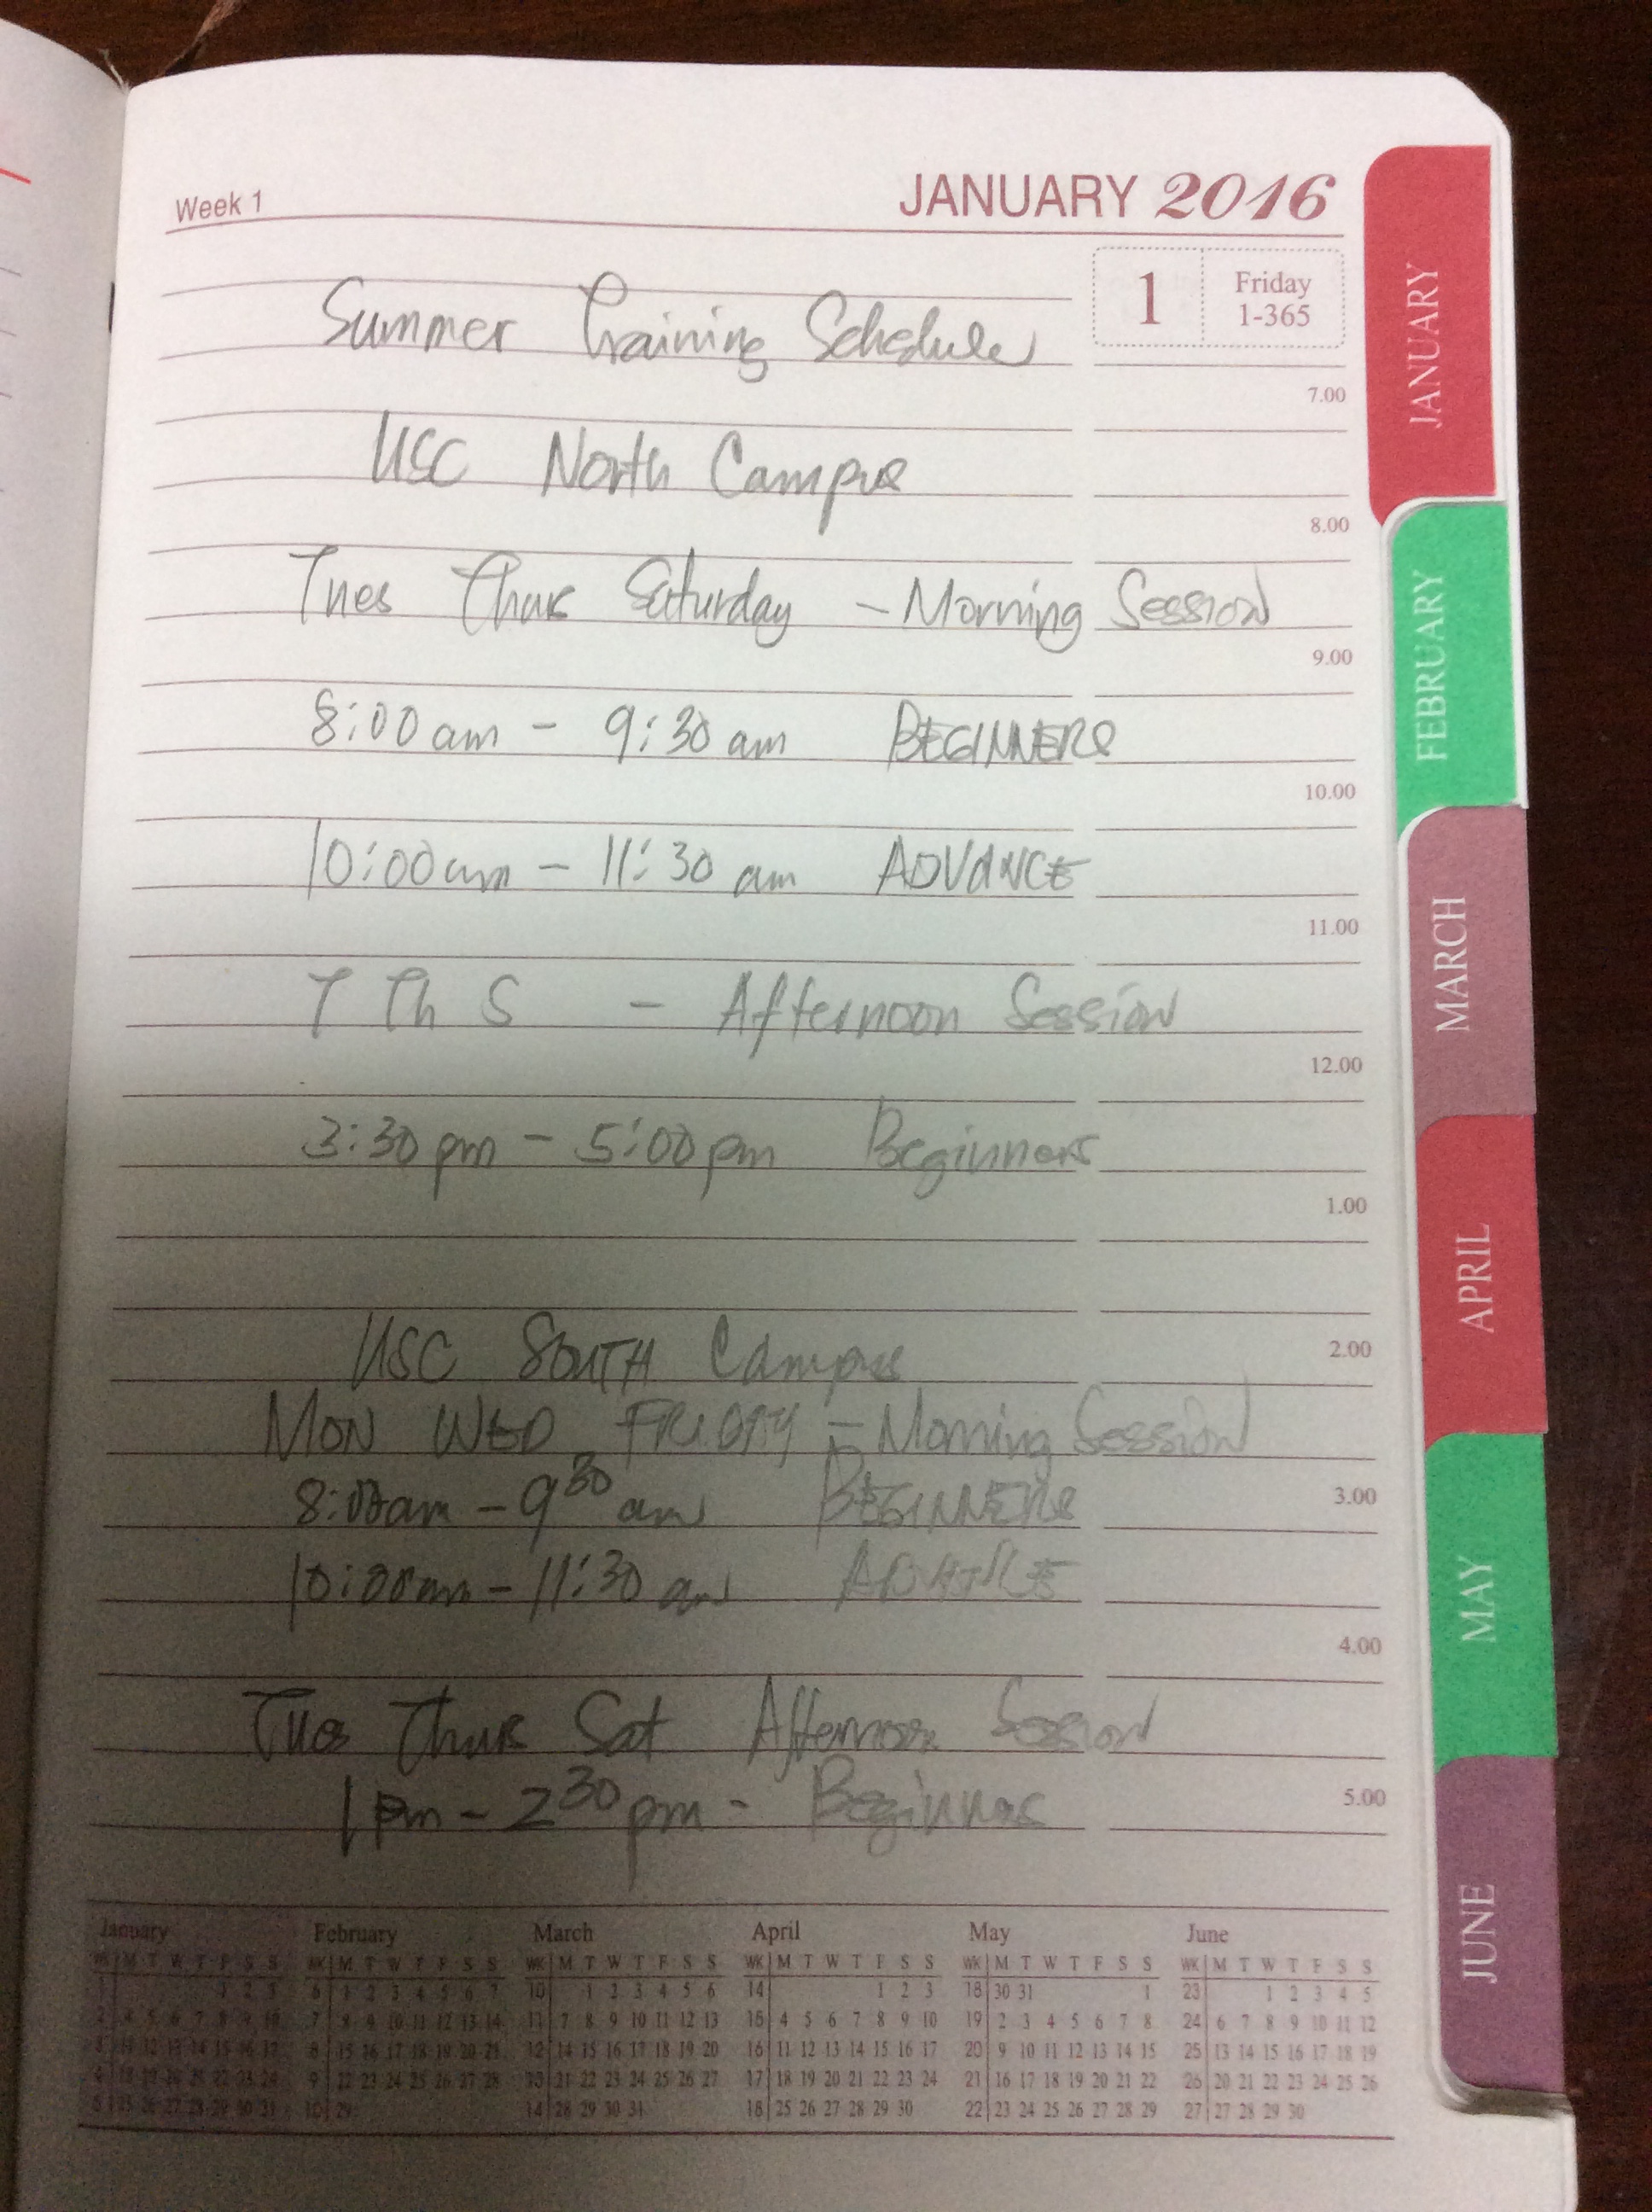 Week 1
JANUARY 2016
1 Friday
1-365
Summer Training Schedule
7.00
USC North Campus
8.00
Tues Thurs Saturday - Morning Session
9.00
8:00 am - 9:30 am BEGINNERS
10.00
10:00 am - 11:30 am ADVANCE
11.00
T Th S - Afternoon Session
12.00
3:30 pm - 5:00 pm Beginners
1.00
USC SOUTH Campus
2.00
MON WED FRIDAY - Morning Session
8:00am - 9 30 am BEGINNERS
3.00
10:00am - 11:30 am ADVANCE
4.00
Tues Thurs Sat Afternoon Session
1 pm - 2 30 pm - Beginners
5.00
JANUARY
FEBRUARY
MARCH
APRIL
MAY
JUNE
January February March April May June
WK M T W T F S S WK M T W T F S S WK M T W T F S S WK M T W T F S S WK M T W T F S S WK M T W T F S S
1 1 2 3 6 1 2 3 4 5 6 7 10 1 2 3 4 5 6 14 1 2 3 18 30 31 1 23 1 2 3 4 5
2 4 5 6 7 8 9 10 7 8 9 10 11 12 13 14 11 7 8 9 10 11 12 13 15 4 5 6 7 8 9 10 19 2 3 4 5 6 7 8 24 6 7 8 9 10 11 12
3 11 12 13 14 15 16 17 8 15 16 17 18 19 20 21 12 14 15 16 17 18 19 20 16 11 12 13 14 15 16 17 20 9 10 11 12 13 14 15 25 13 14 15 16 17 18 19
4 18 19 20 21 22 23 24 9 22 23 24 25 26 27 28 13 21 22 23 24 25 26 27 17 18 19 20 21 22 23 24 21 16 17 18 19 20 21 22 26 20 21 22 23 24 25 26
5 25 26 27 28 29 30 31 10 29 14 28 29 30 31 18 25 26 27 28 29 30 22 23 24 25 26 27 28 29 27 27 28 29 30